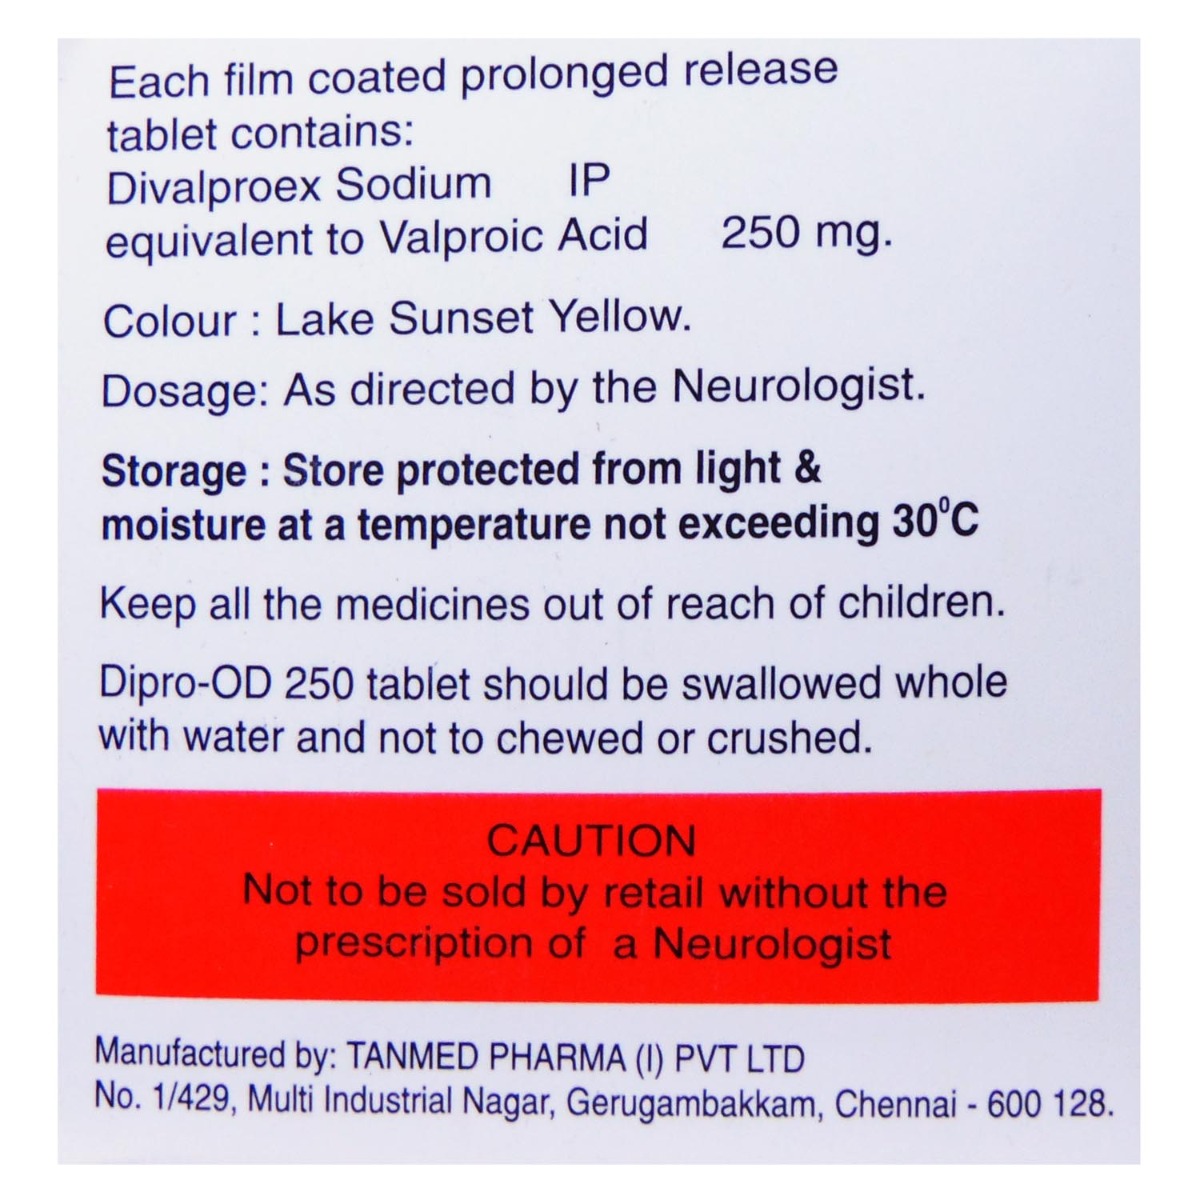 Each film coated prolonged release
tablet contains:
Divalproex Sodium IP
equivalent to Valproic Acid 250 mg.
Colour : Lake Sunset Yellow.
Dosage: As directed by the Neurologist.
Storage : Store protected from light &
moisture at a temperature not exceeding 30⁰C
Keep all the medicines out of reach of children.
Dipro-OD 250 tablet should be swallowed whole
with water and not to chewed or crushed.
CAUTION
Not to be sold by retail without the
prescription of a Neurologist
Manufactured by: TANMED PHARMA (I) PVT LTD
No. 1/429, Multi Industrial Nagar, Gerugambakkam, Chennai - 600 128.